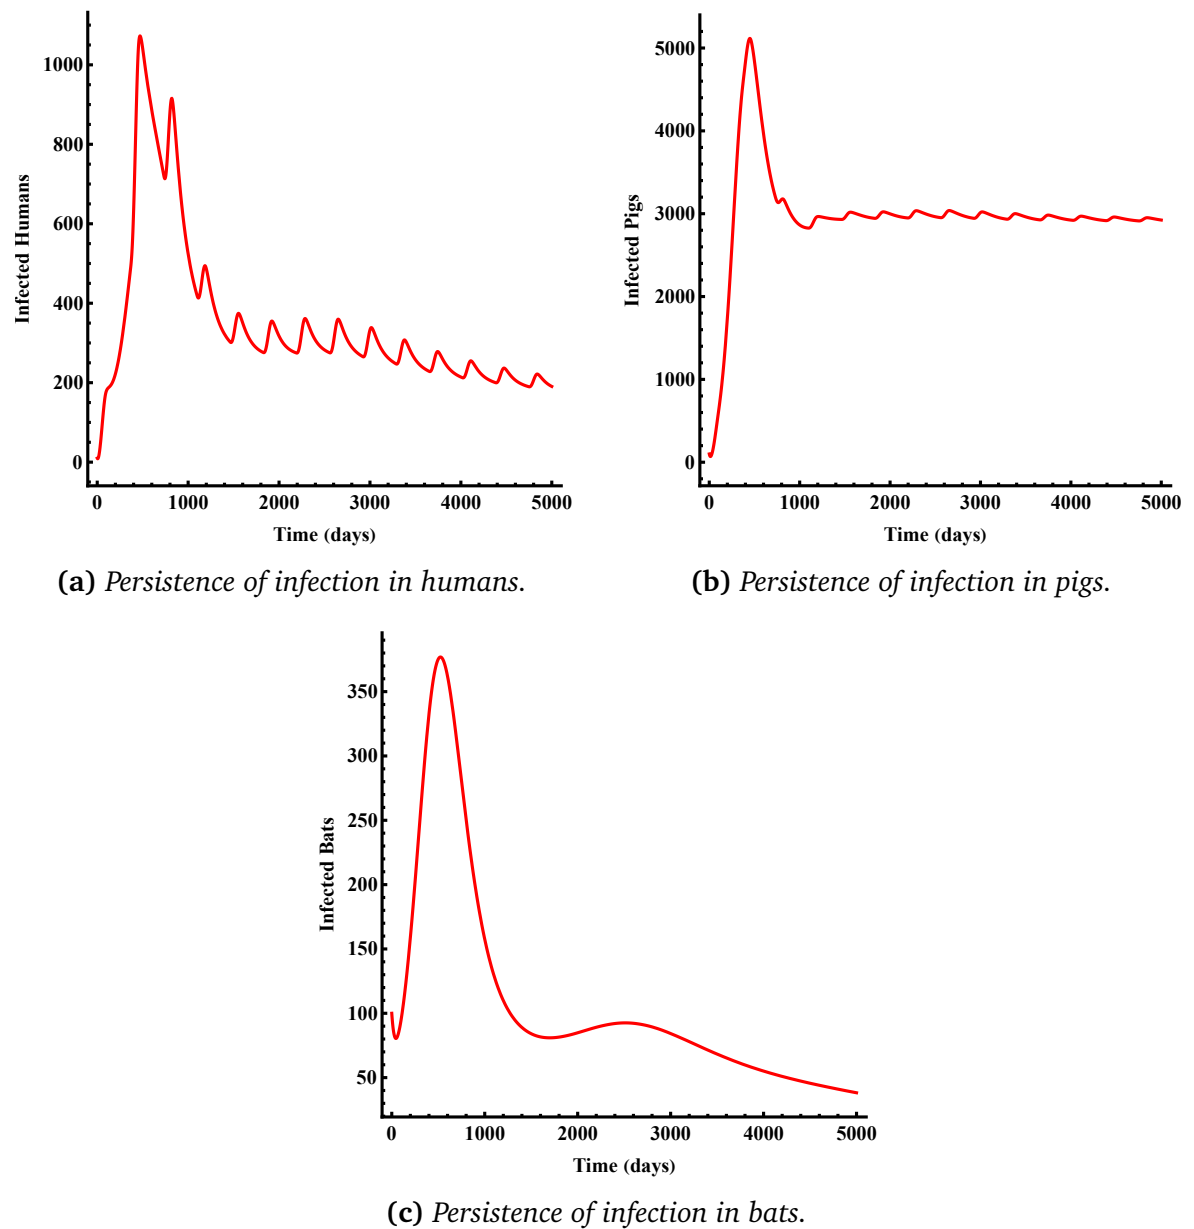 1000
800
600
400
200
0
Infected Humans
0 1000 2000 3000 4000 5000
Time (days)
(a) Persistence of infection in humans.
5000
4000
3000
2000
1000
0
Infected Pigs
0 1000 2000 3000 4000 5000
Time (days)
(b) Persistence of infection in pigs.
350
300
250
200
150
100
50
Infected Bats
0 1000 2000 3000 4000 5000
Time (days)
(c) Persistence of infection in bats.